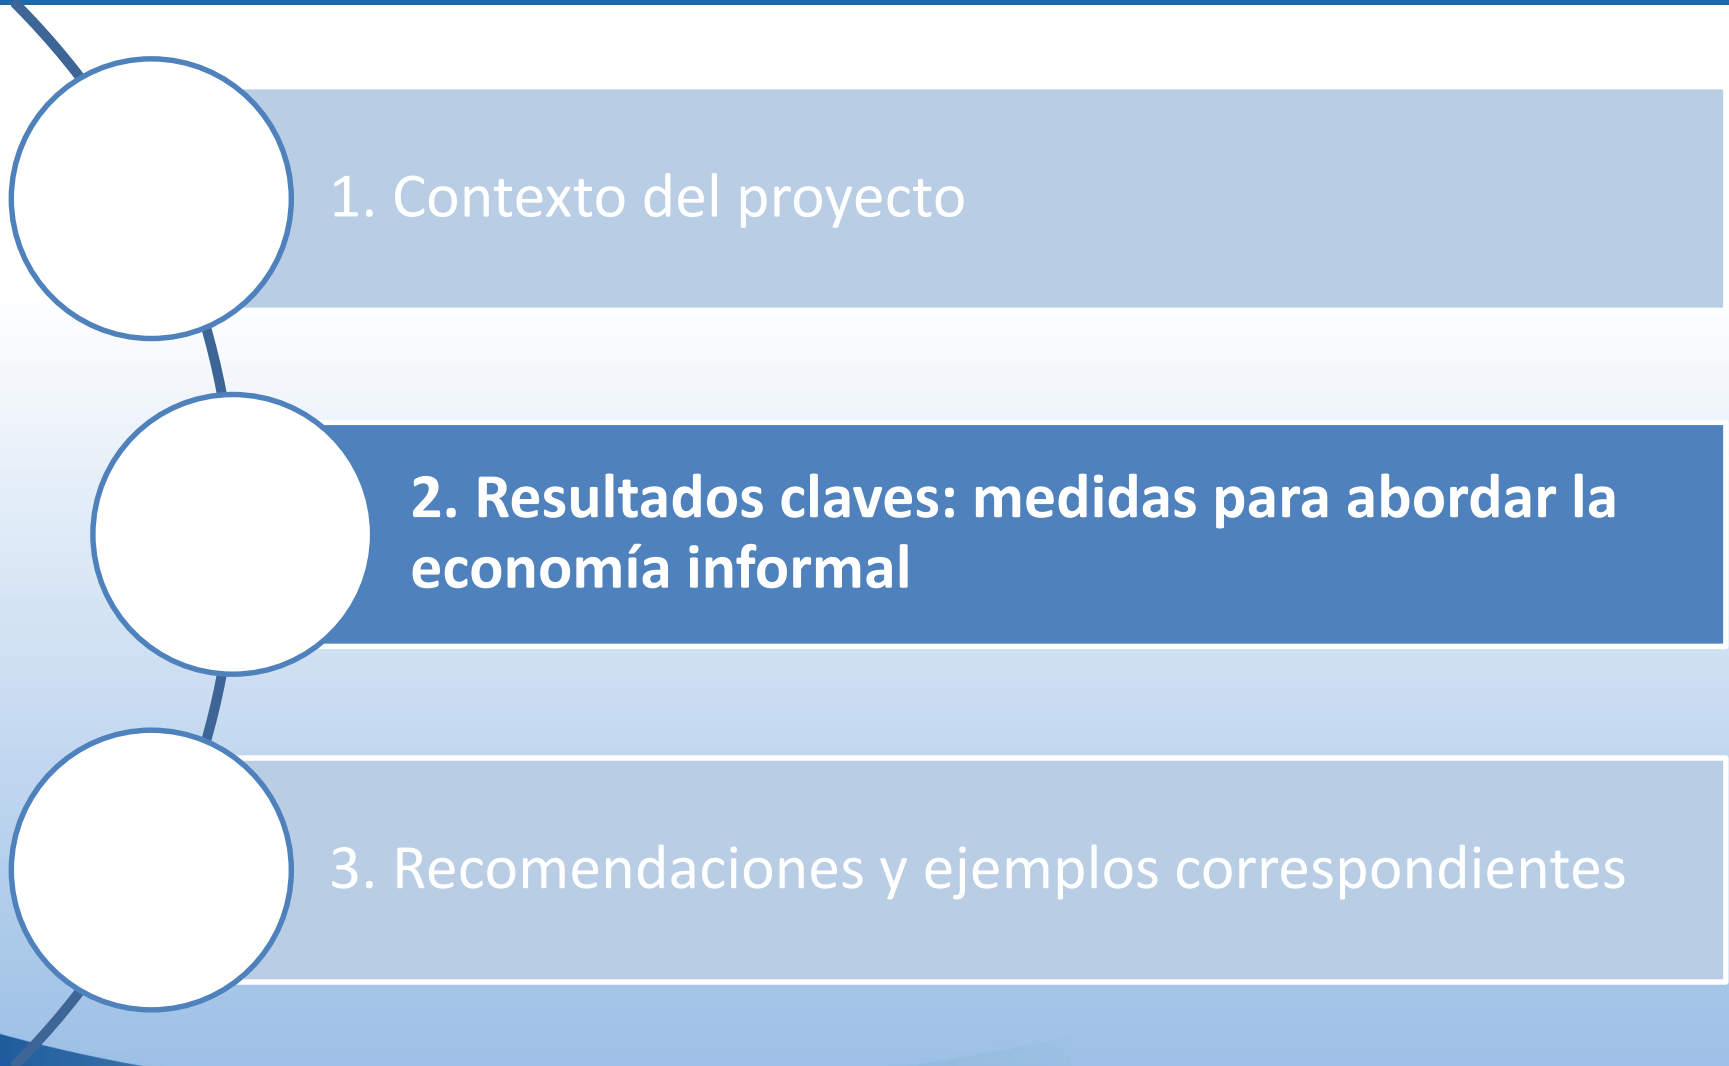 1. Contexto del proyecto
2. Resultados claves: medidas para abordar la
economía informal
3. Recomendaciones y ejemplos correspondientes